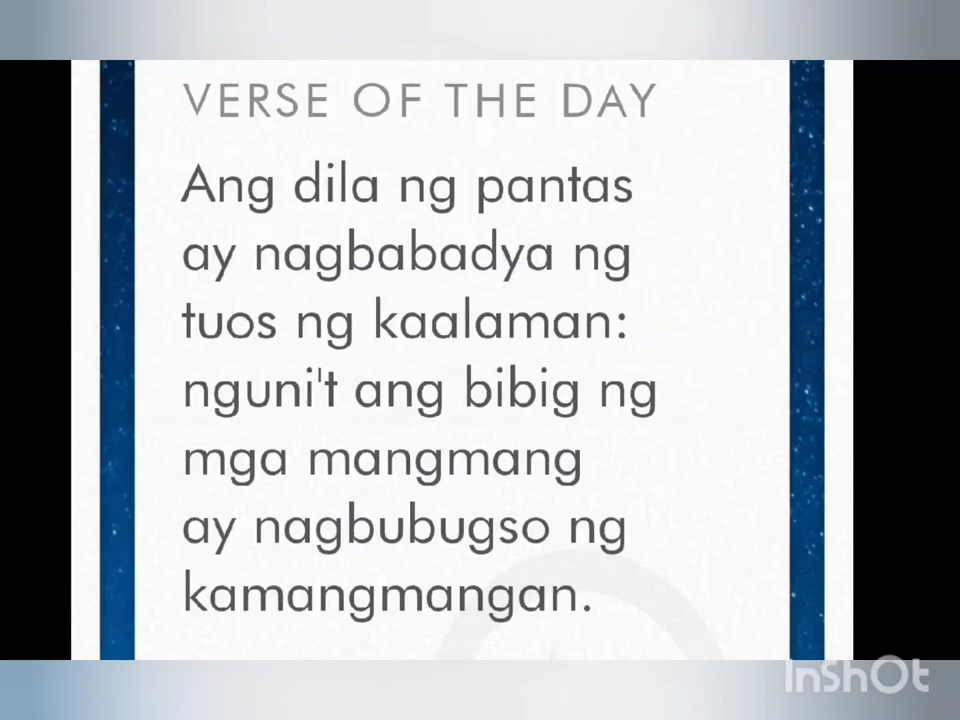 VERSE OF THE DAY
Ang dila ng pantas
ay nagbabadya ng
tuos ng kaalaman:
nguni't ang bibig ng
mga mangmang
ay nagbubugso ng
kamangmangan.
InShOt